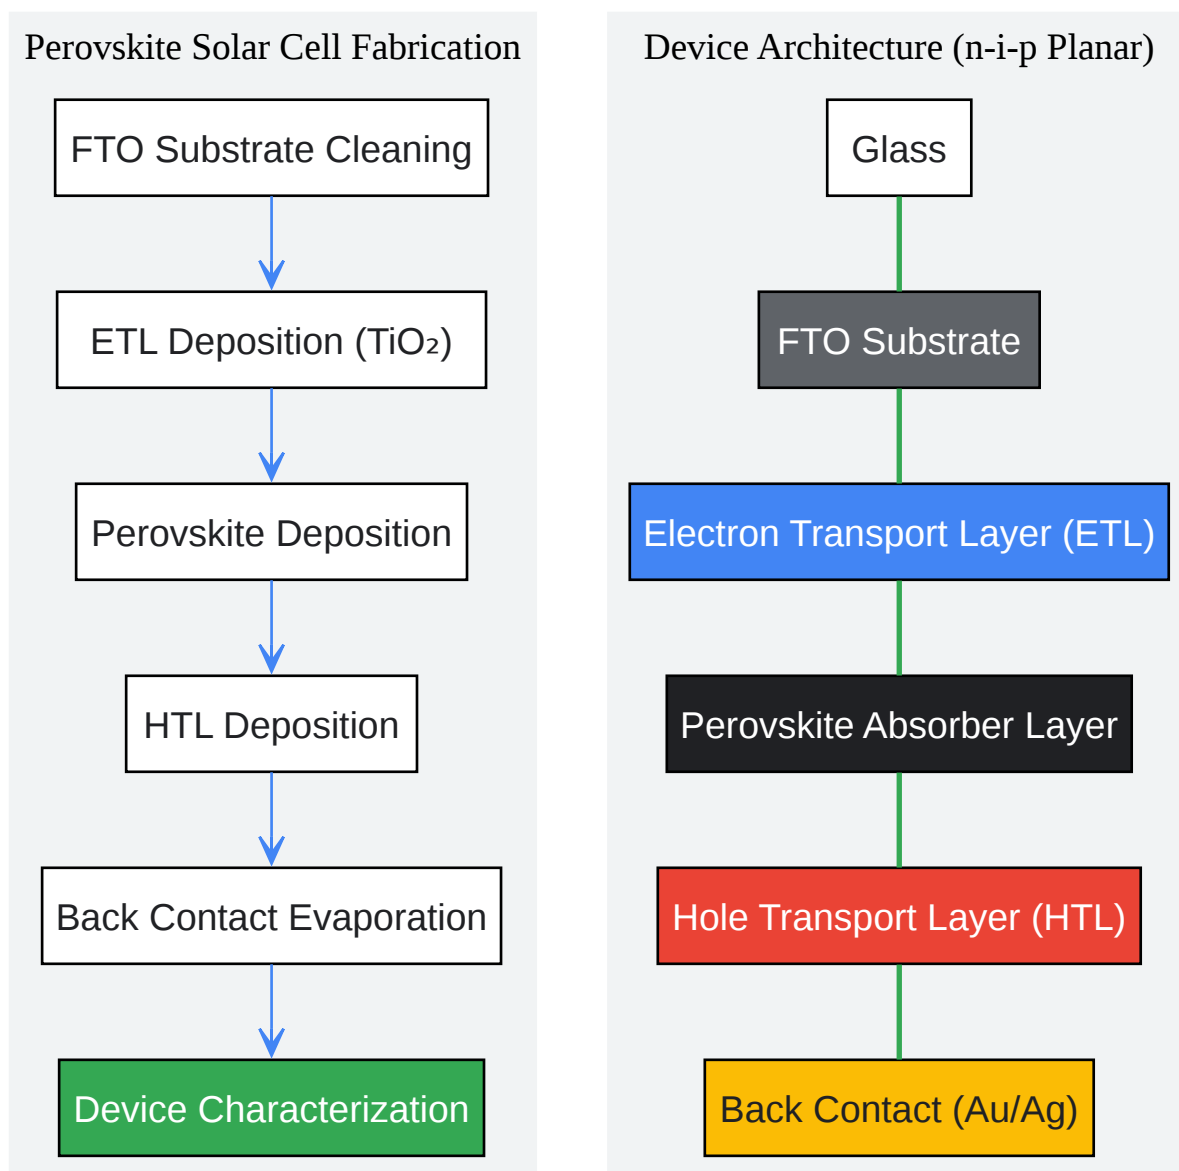 Perovskite Solar Cell Fabrication
FTO Substrate Cleaning
ETL Deposition (TiO₂)
Perovskite Deposition
HTL Deposition
Back Contact Evaporation
Device Characterization
Device Architecture (n-i-p Planar)
Glass
FTO Substrate
Electron Transport Layer (ETL)
Perovskite Absorber Layer
Hole Transport Layer (HTL)
Back Contact (Au/Ag)